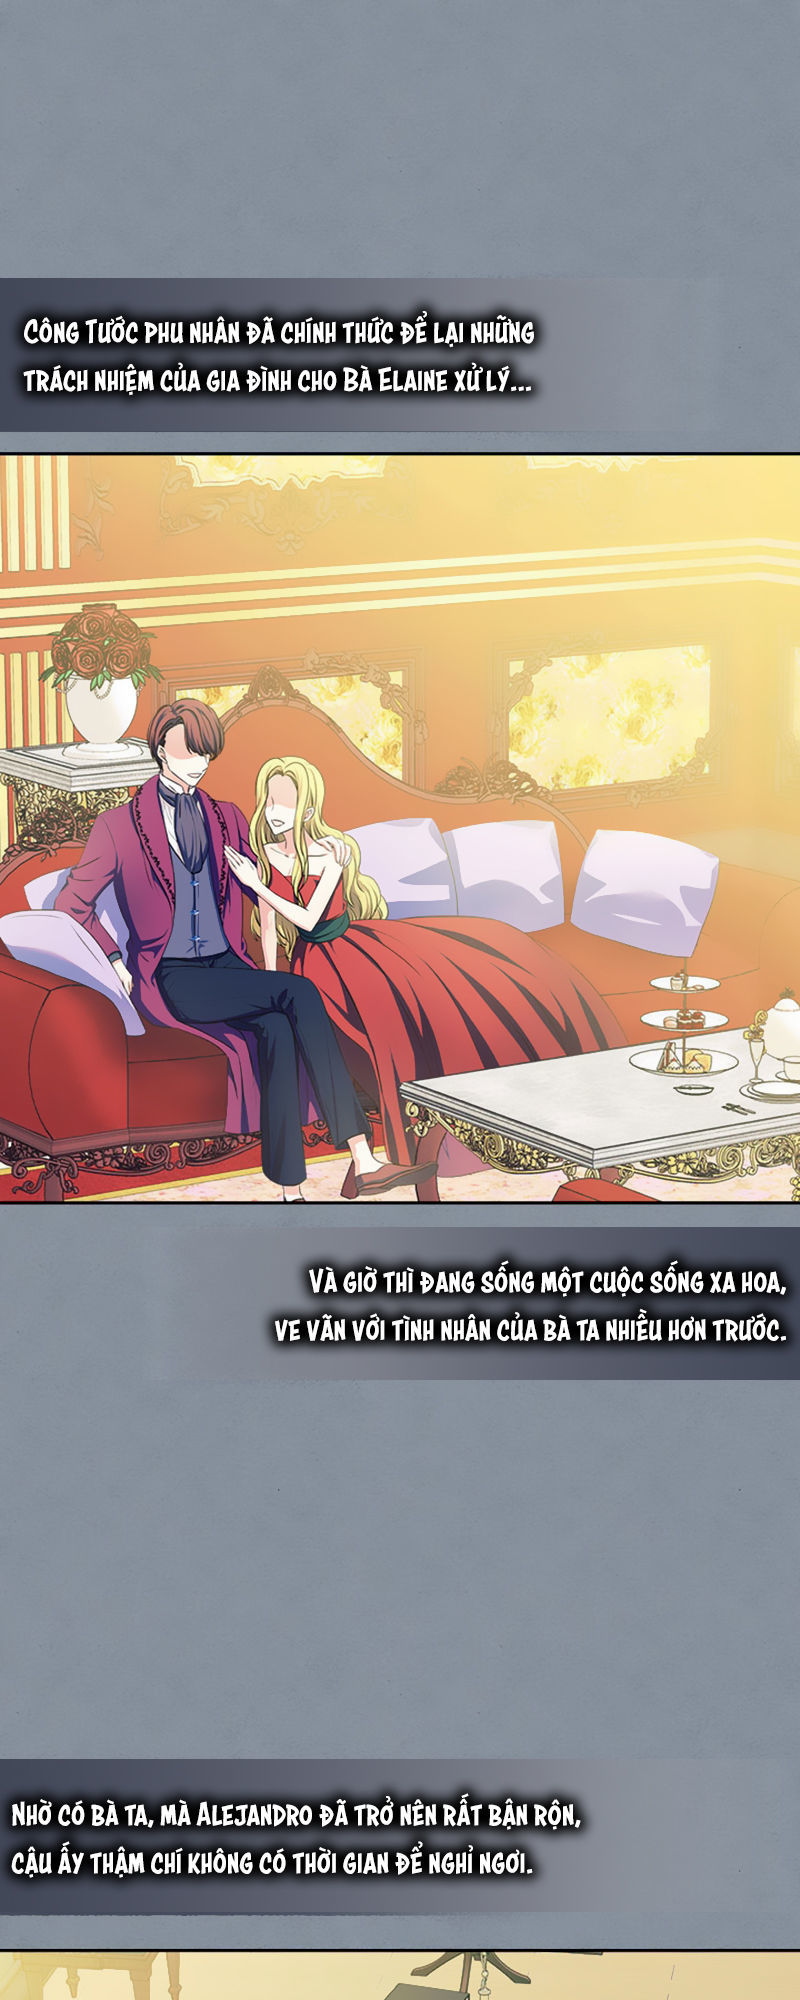 Công Tước phu nhân đã chính thức để lại những
trách nhiệm của gia đình cho Bà Elaine xử lý...
Và giờ thì đang sống một cuộc sống xa hoa,
ve vãn với tình nhân của bà ta nhiều hơn trước.
Nhờ có bà ta, mà Alejandro đã trở nên rất bận rộn,
cậu ấy thậm chí không có thời gian để nghỉ ngơi.